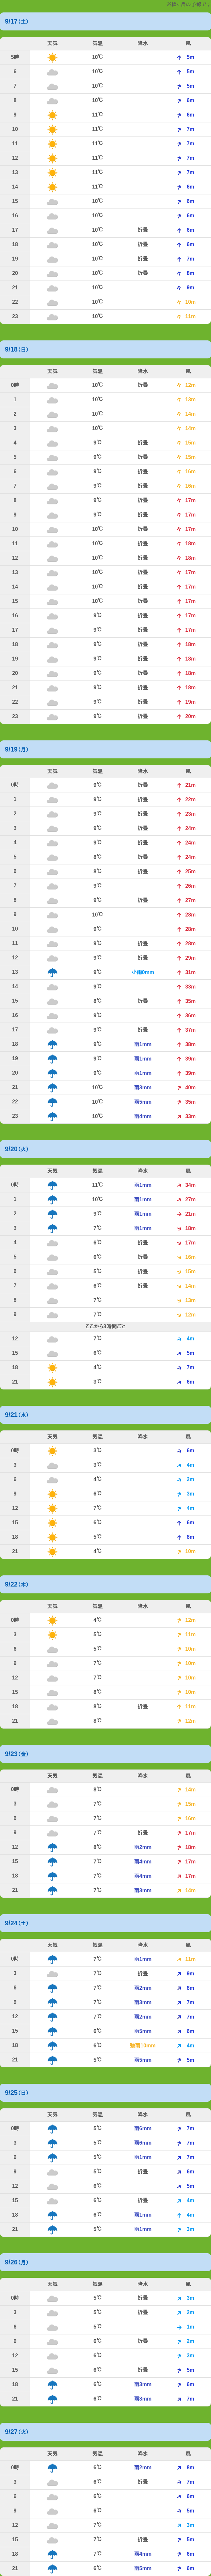 9/17(土)
天気 気温 降水 風
5時 10℃ 5m
6 10℃ 5m
7 10℃ 5m
8 10℃ 6m
9 11℃ 6m
10 11℃ 7m
11 11℃ 7m
12 11℃ 7m
13 11℃ 7m
14 11℃ 6m
15 10℃ 6m
16 10℃ 6m
17 10℃ 折畳 6m
18 10℃ 折畳 6m
19 10℃ 折畳 7m
20 10℃ 折畳 8m
21 10℃ 9m
22 10℃ 10m
23 10℃ 11m
9/18(日)
天気 気温 降水 風
0時 10℃ 折畳 12m
1 10℃ 13m
2 10℃ 14m
3 10℃ 14m
4 9℃ 折畳 15m
5 9℃ 折畳 15m
6 9℃ 折畳 16m
7 9℃ 折畳 16m
8 9℃ 折畳 17m
9 9℃ 折畳 17m
10 9℃ 折畳 17m
11 10℃ 折畳 18m
12 10℃ 折畳 18m
13 10℃ 折畳 17m
14 10℃ 折畳 17m
15 10℃ 折畳 17m
16 9℃ 折畳 17m
17 9℃ 折畳 17m
18 9℃ 折畳 18m
19 9℃ 折畳 18m
20 9℃ 折畳 18m
21 9℃ 折畳 18m
22 9℃ 折畳 19m
23 9℃ 折畳 20m
9/19(月)
天気 気温 降水 風
0時 9℃ 折畳 21m
1 8℃ 折畳 22m
2 9℃ 折畳 23m
3 9℃ 折畳 24m
4 9℃ 折畳 24m
5 8℃ 折畳 24m
6 8℃ 折畳 25m
7 9℃ 26m
8 9℃ 折畳 27m
9 10℃ 28m
10 9℃ 28m
11 9℃ 折畳 28m
12 9℃ 折畳 29m
13 9℃ 小雨0mm 31m
14 9℃ 33m
15 8℃ 折畳 35m
16 9℃ 36m
17 9℃ 折畳 37m
18 9℃ 雨1mm 38m
19 9℃ 雨1mm 39m
20 9℃ 雨1mm 39m
21 10℃ 雨3mm 40m
22 10℃ 雨5mm 35m
23 10℃ 雨4mm 33m
9/20(火)
天気 気温 降水 風
0時 11℃ 雨1mm 34m
1 10℃ 雨1mm 27m
2 9℃ 雨1mm 21m
3 7℃ 雨1mm 18m
4 6℃ 折畳 17m
5 6℃ 折畳 16m
6 5℃ 折畳 15m
7 6℃ 折畳 14m
8 7℃ 13m
9 7℃ 11m
ここから3時間ごと
12 7℃ 4m
15 6℃ 5m
18 4℃ 7m
21 3℃ 6m
9/21(水)
天気 気温 降水 風
0時 3℃ 6m
3 3℃ 4m
6 4℃ 2m
9 6℃ 3m
12 7℃ 4m
15 6℃ 6m
18 5℃ 8m
21 4℃ 10m
9/22(木)
天気 気温 降水 風
0時 4℃ 12m
3 5℃ 11m
6 5℃ 10m
9 7℃ 10m
12 7℃ 10m
15 8℃ 10m
18 8℃ 折畳 11m
21 8℃ 12m
9/23(金)
天気 気温 降水 風
0時 8℃ 14m
3 7℃ 15m
6 7℃ 16m
9 7℃ 折畳 17m
12 8℃ 雨2mm 18m
15 7℃ 雨4mm 17m
18 7℃ 雨4mm 17m
21 7℃ 雨3mm 14m
9/24(土)
天気 気温 降水 風
0時 7℃ 雨1mm 11m
3 7℃ 折畳 9m
6 7℃ 雨2mm 8m
9 7℃ 雨3mm 7m
12 7℃ 雨2mm 7m
15 6℃ 雨5mm 6m
18 6℃ 強雨10mm 4m
21 5℃ 雨5mm 5m
9/25(日)
天気 気温 降水 風
0時 5℃ 雨6mm 7m
3 5℃ 雨6mm 7m
6 5℃ 雨1mm 7m
9 5℃ 折畳 6m
12 6℃ 5m
15 6℃ 折畳 4m
18 6℃ 雨1mm 4m
21 5℃ 雨1mm 3m
9/26(月)
天気 気温 降水 風
0時 5℃ 折畳 3m
3 5℃ 折畳 2m
6 5℃ 1m
9 6℃ 折畳 2m
12 6℃ 3m
15 6℃ 折畳 5m
18 6℃ 雨3mm 6m
21 6℃ 雨3mm 7m
9/27(火)
天気 気温 降水 風
0時 6℃ 雨2mm 8m
3 6℃ 折畳 7m
6 6℃ 6m
9 6℃ 5m
12 7℃ 3m
15 7℃ 折畳 5m
18 7℃ 雨4mm 6m
21 6℃ 雨5mm 6m